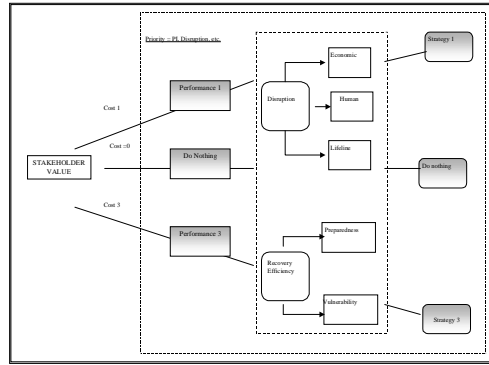 Priority = PI, Disruption, etc.
Strategy 1
Economic
Performance 1
Disruption
Human
Cost 1
Cost =0
Do Nothing
Lifeline
STAKEHOLDER
VALUE
Do nothing
Cost 3
Performance 3
Preparedness
Recovery
Efficiency
Vulnerability
Strategy 3